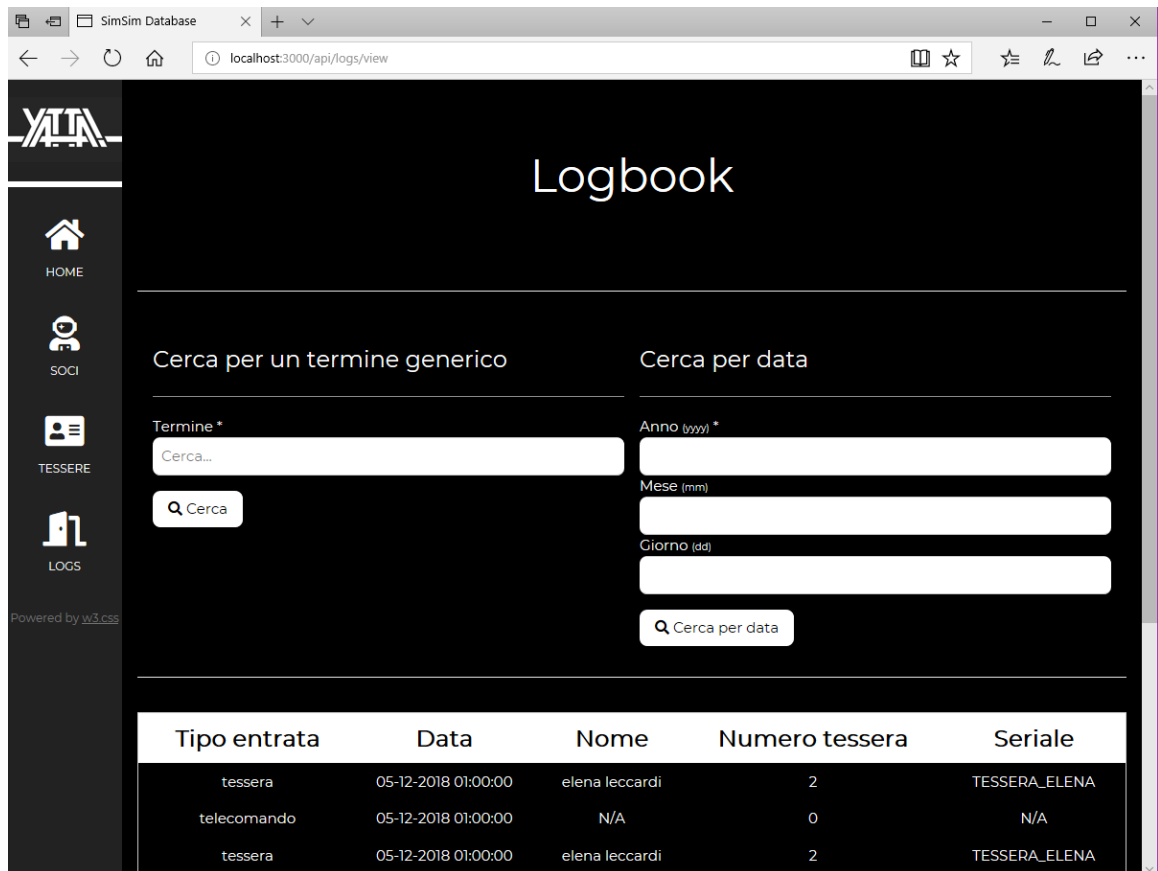 SimSim Database
localhost:3000/api/logs/view
YATTA!
Logbook
HOME
SOCI
TESSERE
LOGS
Powered by w3.css
Cerca per un termine generico
Termine *
Cerca...
Cerca
Cerca per data
Anno (yyyy) *
Mese (mm)
Giorno (dd)
Cerca per data
Tipo entrata Data Nome Numero tessera Seriale
tessera 05-12-2018 01:00:00 elena leccardi 2 TESSERA_ELENA
telecomando 05-12-2018 01:00:00 N/A 0 N/A
tessera 05-12-2018 01:00:00 elena leccardi 2 TESSERA_ELENA